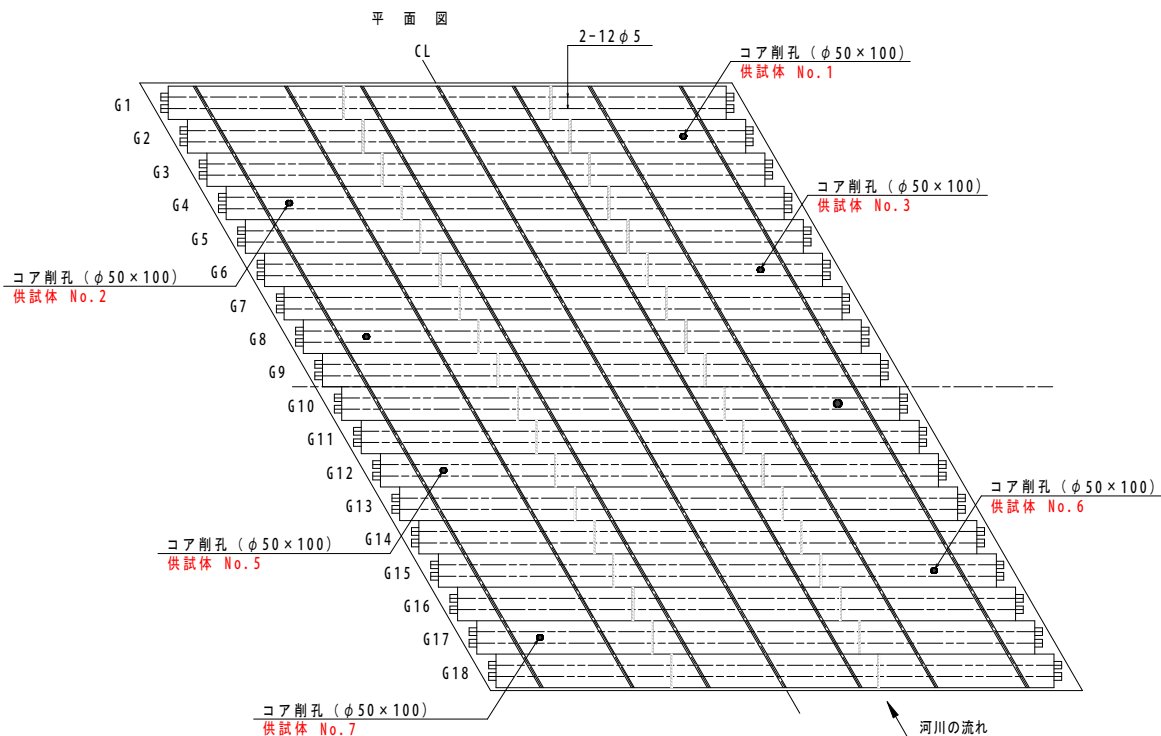 平 面 図
CL
2-12φ5
コア削孔（φ50×100）
供試体 No.1
G1
G2
G3
コア削孔（φ50×100）
供試体 No.3
G4
G5
コア削孔（φ50×100）
供試体 No.2
G6
G7
G8
G9
G10
G11
G12
コア削孔（φ50×100）
供試体 No.6
G13
コア削孔（φ50×100）
供試体 No.5
G14
G15
G16
G17
G18
コア削孔（φ50×100）
供試体 No.7
河川の流れ